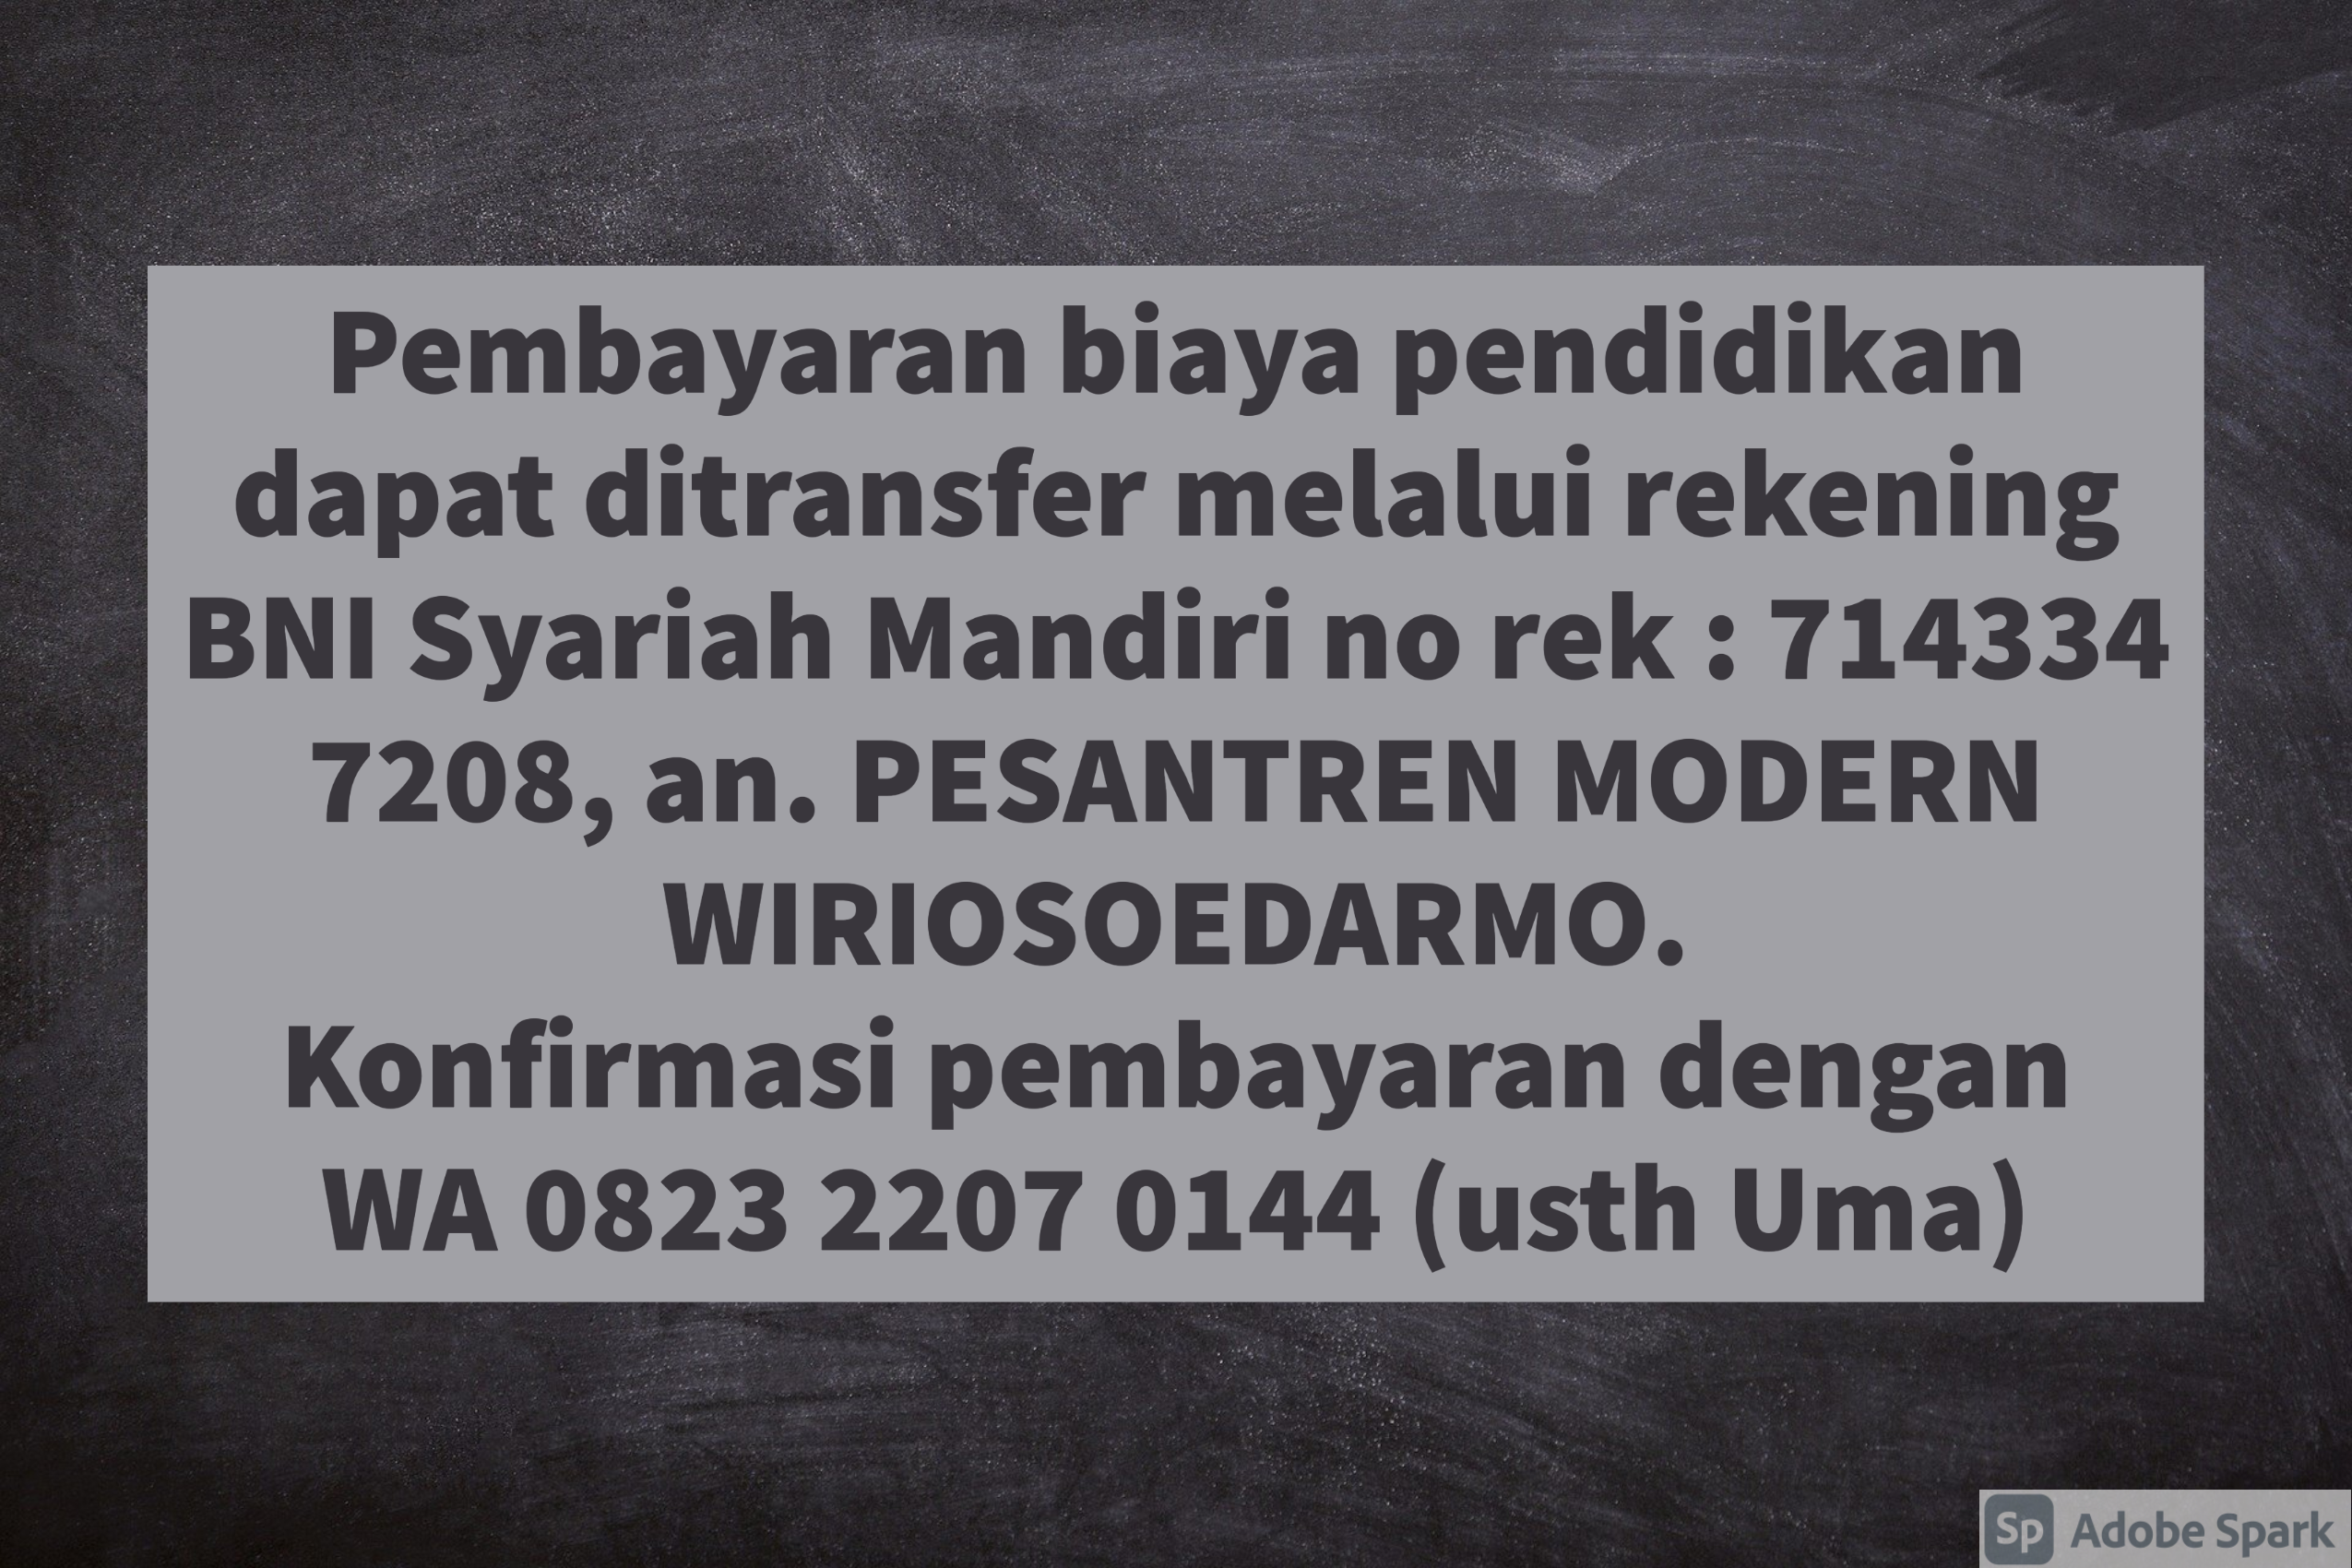 Pembayaran biaya pendidikan
dapat ditransfer melalui rekening
BNI Syariah Mandiri no rek : 714334
7208, an. PESANTREN MODERN
WIRIOSOEDARMO.
Konfirmasi pembayaran dengan
WA 0823 2207 0144 (usth Uma)
Sp Adobe Spark